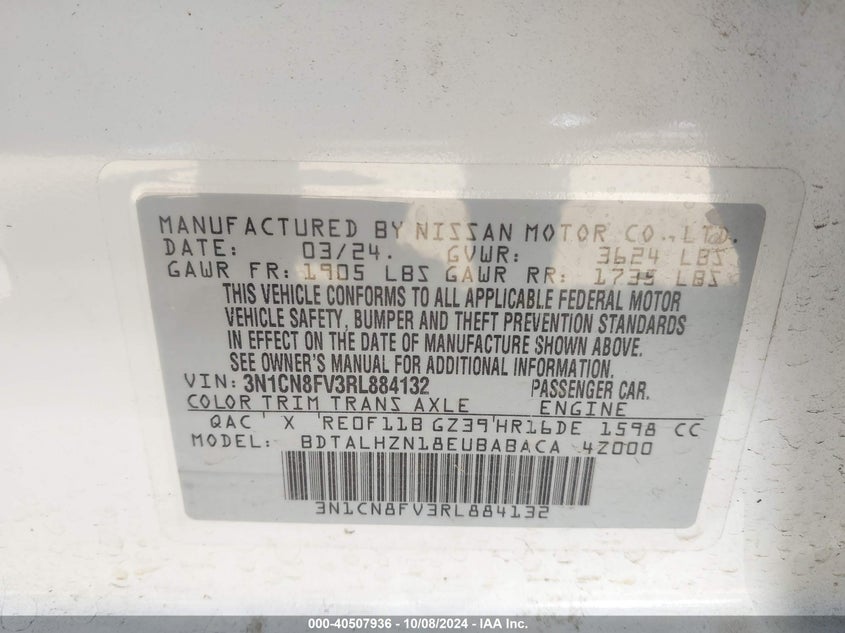 MANUFACTURED BY NISSAN MOTOR CO., LTD.
DATE: 03/24. GVWR: 3624 LBS
GAWR FR: 1905 LBS GAWR RR: 1735 LBS
THIS VEHICLE CONFORMS TO ALL APPLICABLE FEDERAL MOTOR
VEHICLE SAFETY, BUMPER AND THEFT PREVENTION STANDARDS
IN EFFECT ON THE DATE OF MANUFACTURE SHOWN ABOVE.
SEE OWNER'S MANUAL FOR ADDITIONAL INFORMATION.
VIN: 3N1CN8FV3RL884132 PASSENGER CAR.
COLOR TRIM TRANS AXLE ENGINE
QAC X RE0F11B GZ39 HR16DE 1598 CC
MODEL: BDTALHZN18EUBABACA 4Z000
3N1CN8FV3RL884132
000-40507936 - 10/08/2024 - IAA Inc.